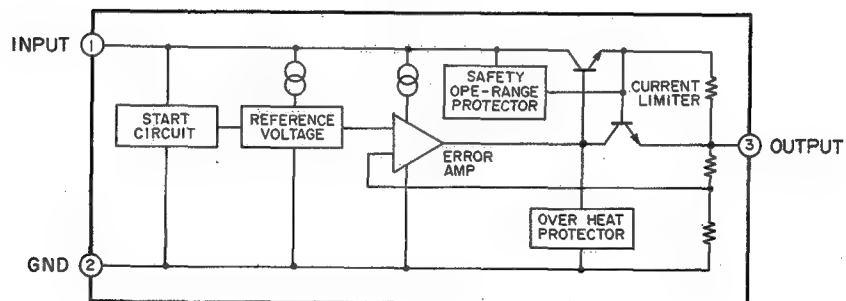 INPUT 1
SAFETY
OPE-RANGE
PROTECTOR
CURRENT
LIMITER
START
CIRCUIT
REFERENCE
VOLTAGE
ERROR
AMP
3 OUTPUT
OVER HEAT
PROTECTOR
GND 2